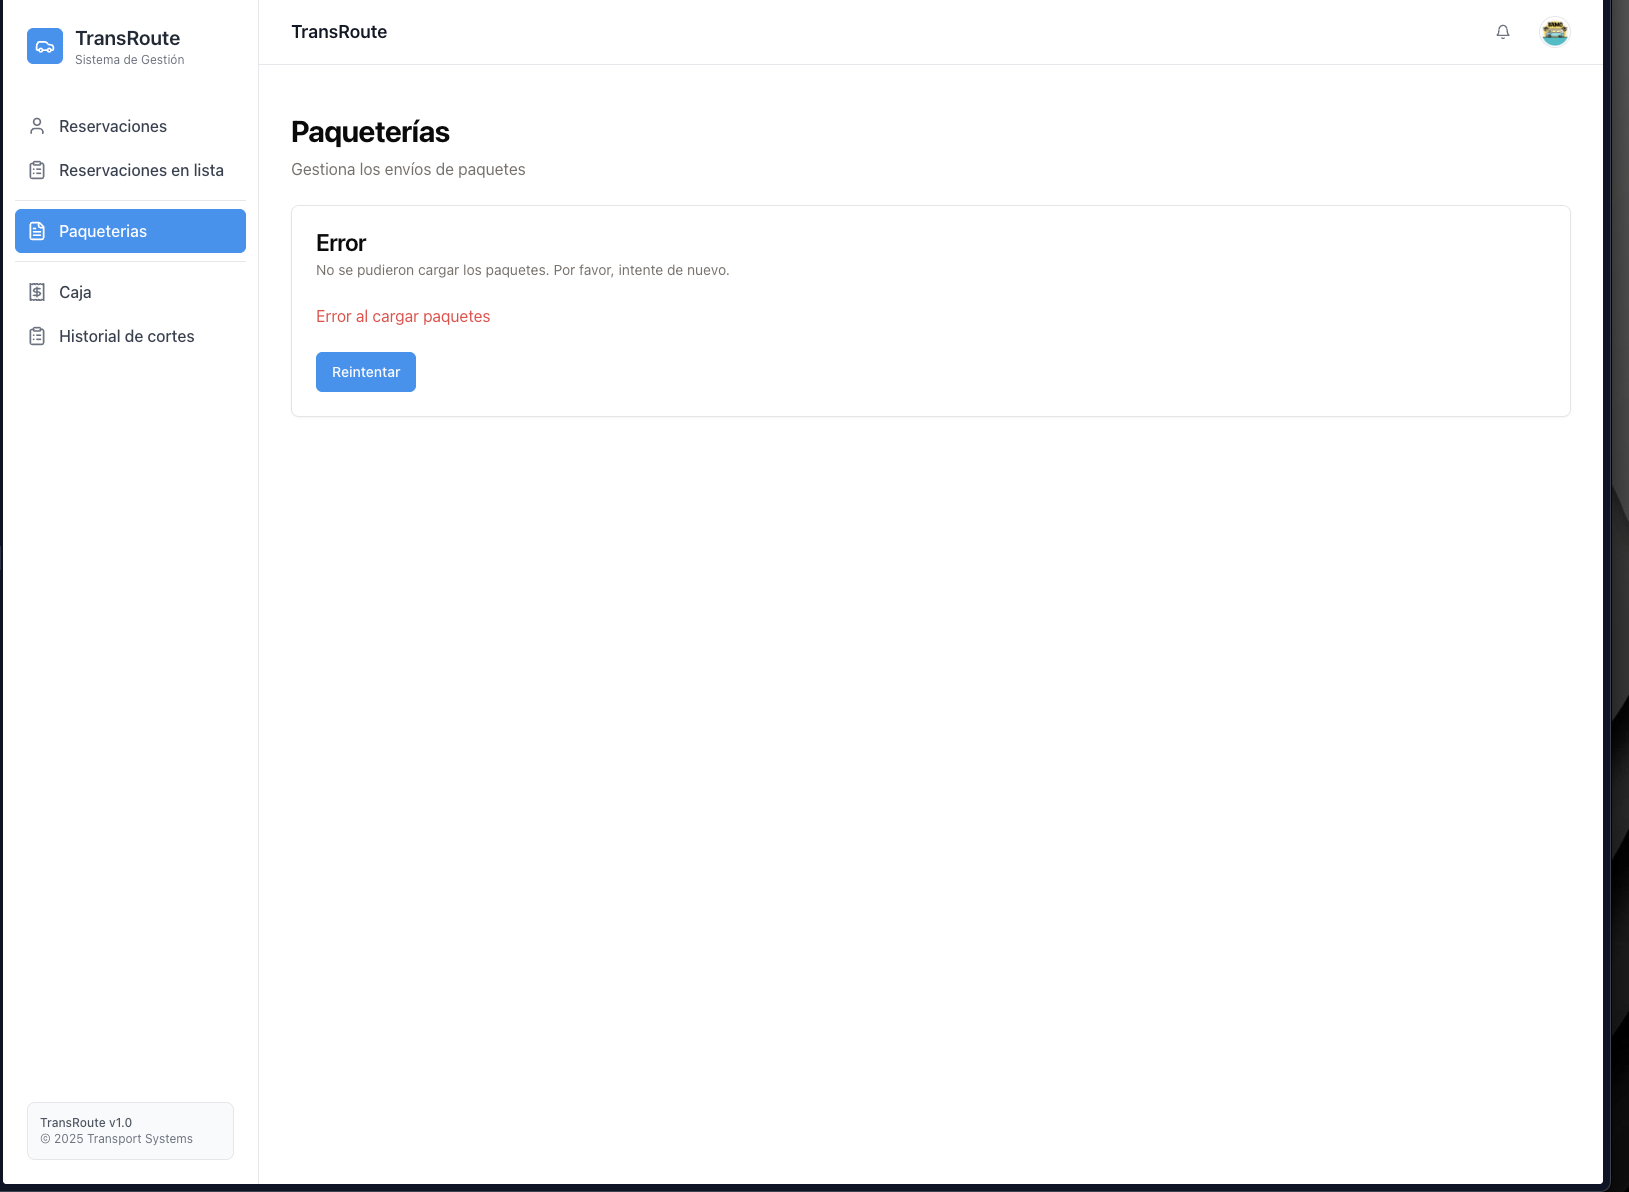 TransRoute
Sistema de Gestión
Reservaciones
Reservaciones en lista
Paqueterias
Caja
Historial de cortes
TransRoute v1.0
© 2025 Transport Systems
TransRoute
Paqueterías
Gestiona los envíos de paquetes
Error
No se pudieron cargar los paquetes. Por favor, intente de nuevo.
Error al cargar paquetes
Reintentar